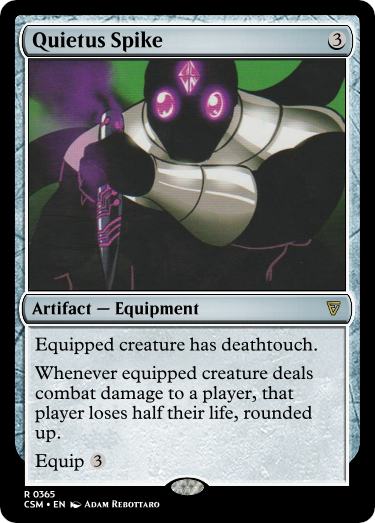 Quietus Spike 3
Artifact — Equipment
Equipped creature has deathtouch.
Whenever equipped creature deals
combat damage to a player, that
player loses half their life, rounded
up.
Equip 3
R 0365
CSM • EN Adam Rebottaro